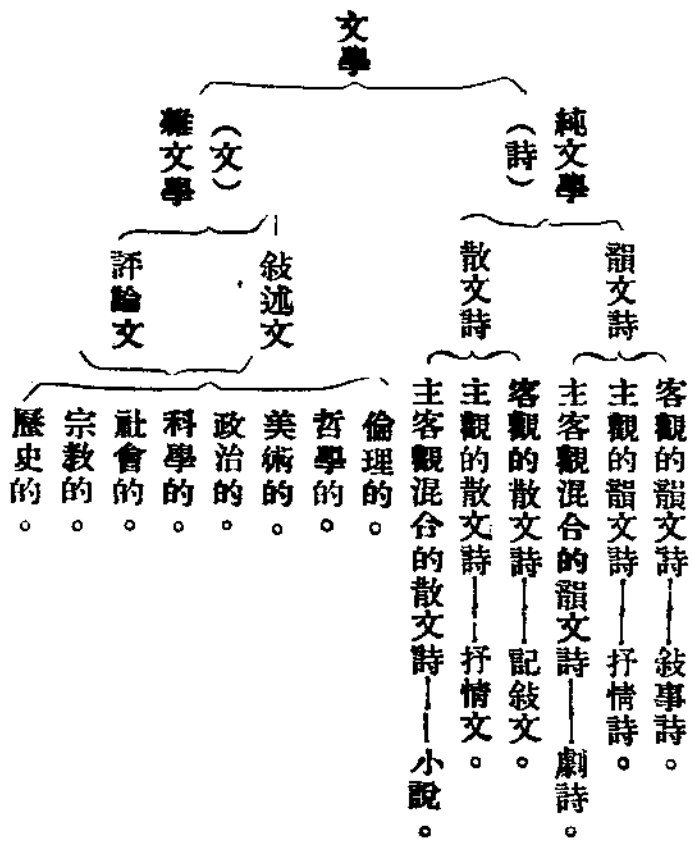 文學
純文學
（詩）
（文）
雜文學
韻文詩
散文詩
敍述文
評論文
客觀的韻文詩——敍事詩。
主觀的韻文詩——抒情詩。
主客觀混合的韻文詩——劇詩。
客觀的散文詩——記敍文。
主觀的散文詩——抒情文。
主客觀混合的散文詩——小說。
倫理的。
哲學的。
美術的。
政治的。
科學的。
社會的。
宗教的。
歷史的。